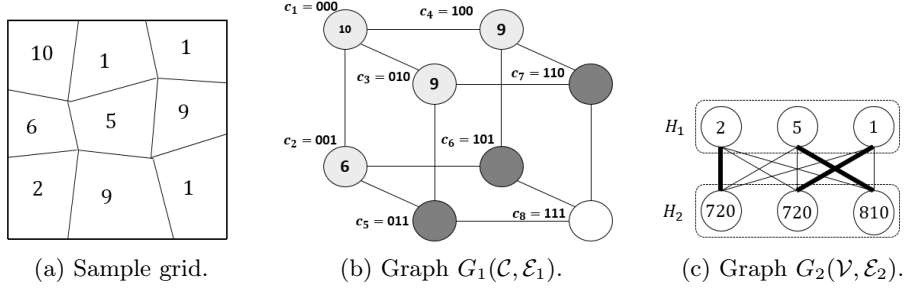 10 1 1
6 5 9
2 9 1
(a) Sample grid.
c₁ = 000
c₄ = 100
10
9
c₃ = 010
c₇ = 110
9
c₂ = 001
c₆ = 101
6
c₅ = 011
c₈ = 111
(b) Graph G₁(𝒞, ℰ₁).
H₁ 2 5 1
H₂ 720 720 810
(c) Graph G₂(𝒱, ℰ₂).